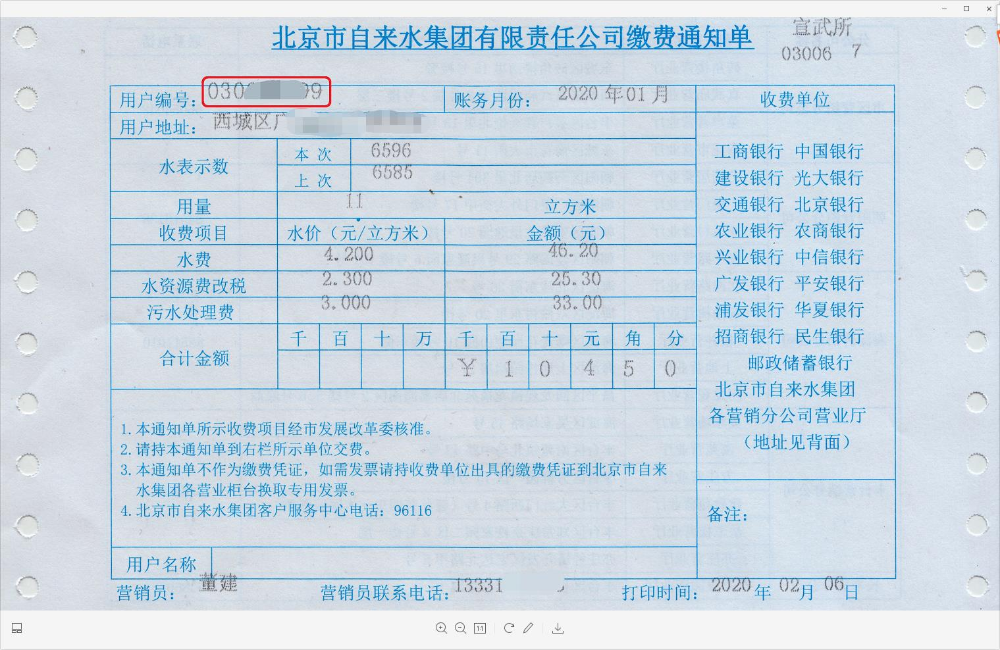 北京市自来水集团有限责任公司缴费通知单
宣武所
03006 7
用户编号：030 99
账务月份： 2020 年01 月
收费单位
用户地址： 西城区广
水表示数
本 次 6596
上 次 6585
用量 11 立方米
收费项目 水价（元/立方米） 金额（元）
水费 4.200 46.20
水资源费改税 2.300 25.30
污水处理费 3.000 33.00
合计金额
千 百 十 万 千 百 十 元 角 分
¥ 1 0 4 5 0
工商银行 中国银行
建设银行 光大银行
交通银行 北京银行
农业银行 农商银行
兴业银行 中信银行
广发银行 平安银行
浦发银行 华夏银行
招商银行 民生银行
邮政储蓄银行
北京市自来水集团
各营销分公司营业厅
（地址见背面）
1. 本通知单所示收费项目经市发展改革委核准。
2. 请持本通知单到右栏所示单位交费。
3. 本通知单不作为缴费凭证，如需发票请持收费单位出具的缴费凭证到北京市自来
水集团各营业柜台换取专用发票。
4. 北京市自来水集团客户服务中心电话：96116
备注：
用户名称
营销员： 董建
营销员联系电话：13331
打印时间： 2020 年 02 月 06 日
1:1